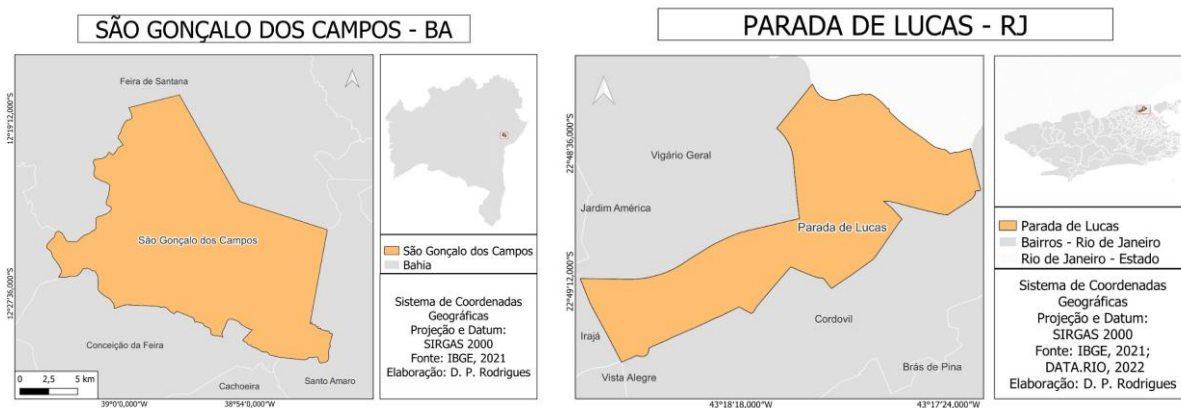 SÃO GONÇALO DOS CAMPOS - BA
Feira de Santana
12°19'12,000"S
São Gonçalo dos Campos
12°27'36,000"S
Conceição da Feira
Cachoeira
Santo Amaro
0 2,5 5 km
39°0'0,000"W
38°54'0,000"W
São Gonçalo dos Campos
Bahia
Sistema de Coordenadas
Geográficas
Projeção e Datum:
SIRGAS 2000
Fonte: IBGE, 2021
Elaboração: D. P. Rodrigues
PARADA DE LUCAS - RJ
22°48'36,000"S
Vigário Geral
Jardim América
Parada de Lucas
22°49'12,000"S
Irajá
Cordovil
Vista Alegre
Brás de Pina
43°18'18,000"W
43°17'24,000"W
Parada de Lucas
Bairros - Rio de Janeiro
Rio de Janeiro - Estado
Sistema de Coordenadas
Geográficas
Projeção e Datum:
SIRGAS 2000
Fonte: IBGE, 2021;
DATA.RIO, 2022
Elaboração: D. P. Rodrigues